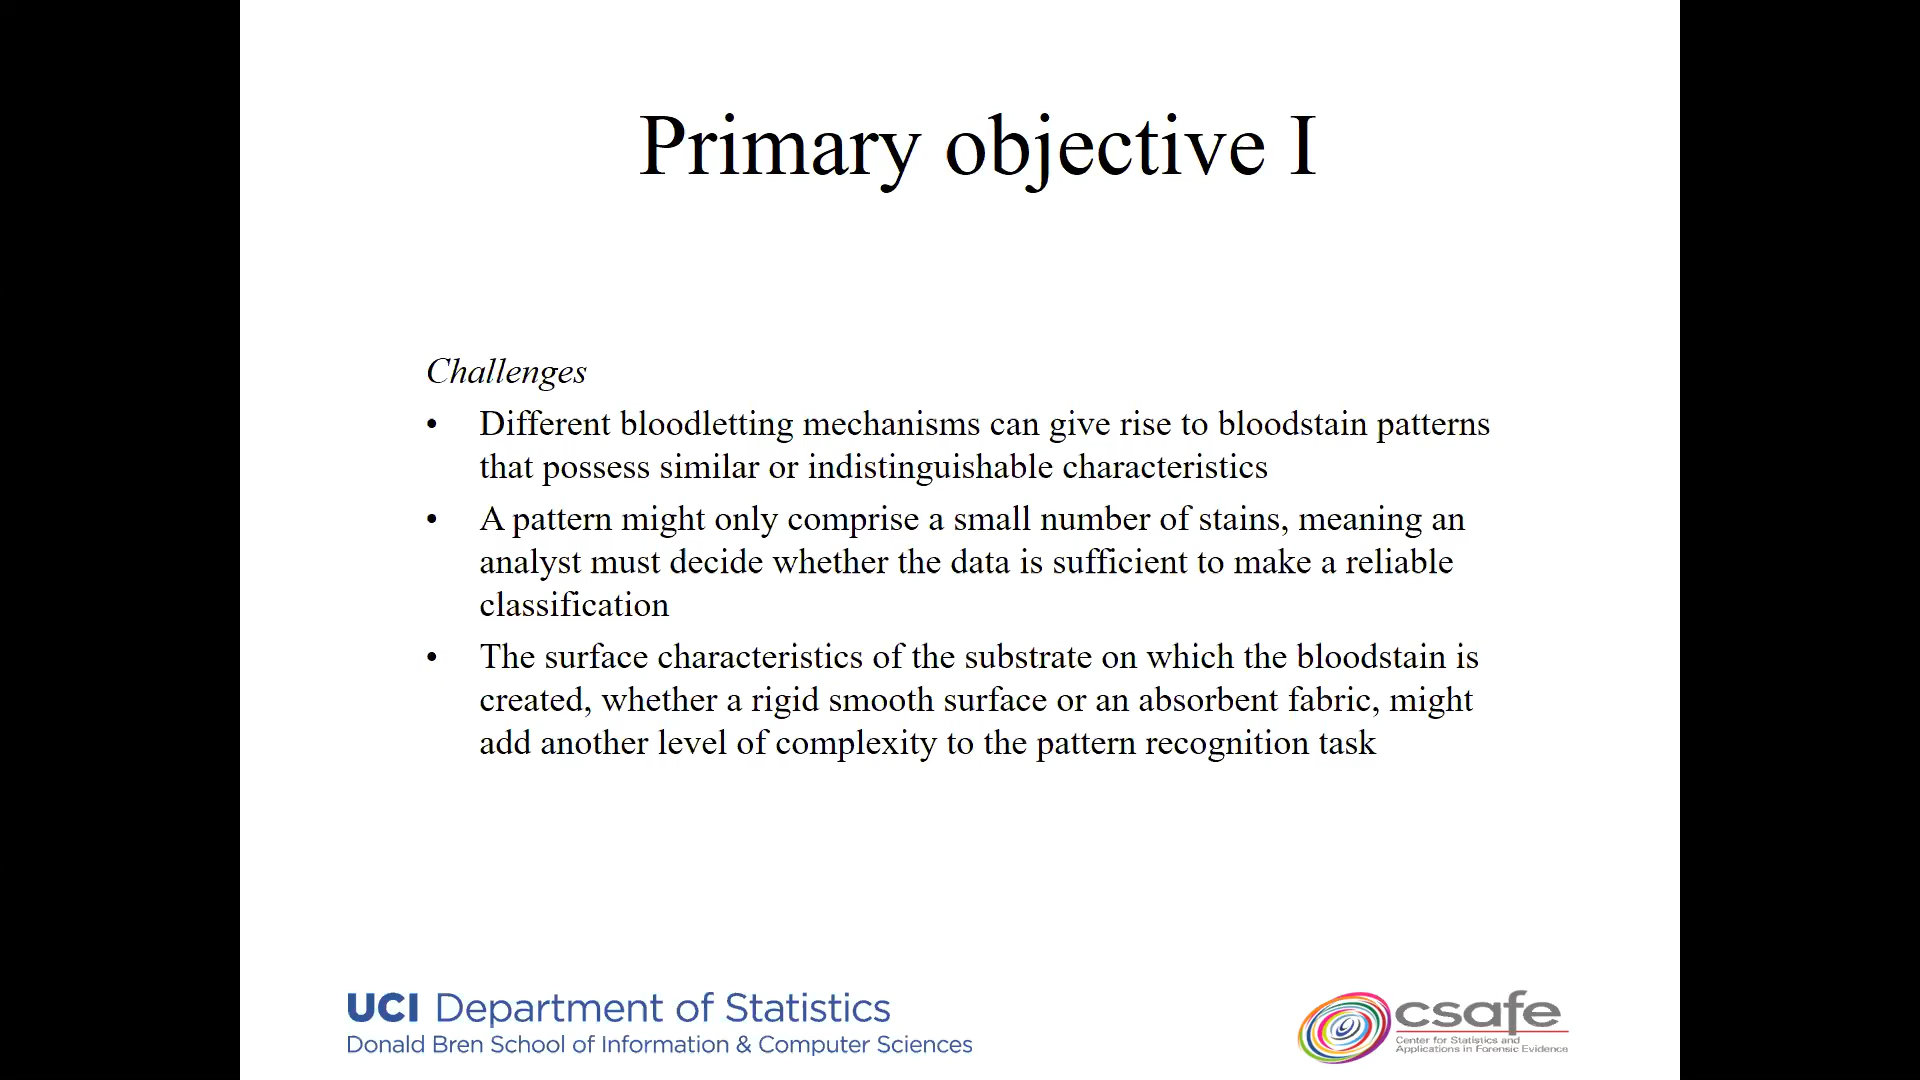 Primary objective I
Challenges
• Different bloodletting mechanisms can give rise to bloodstain patterns
that possess similar or indistinguishable characteristics
• A pattern might only comprise a small number of stains, meaning an
analyst must decide whether the data is sufficient to make a reliable
classification
• The surface characteristics of the substrate on which the bloodstain is
created, whether a rigid smooth surface or an absorbent fabric, might
add another level of complexity to the pattern recognition task
UCI Department of Statistics
Donald Bren School of Information & Computer Sciences
csafe
Center for Statistics and
Applications in Forensic Evidence